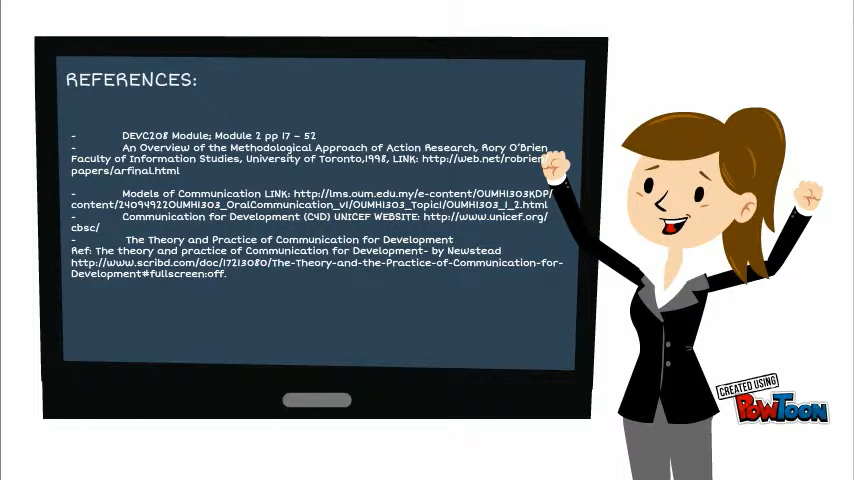 REFERENCES:
- DEVC208 Module; Module 2 pp 17 – 52
- An Overview of the Methodological Approach of Action Research, Rory O'Brien
Faculty of Information Studies, University of Toronto,1998, LINK: http://web.net/robrien
papers/arfinal.html
- Models of Communication LINK: http://lms.oum.edu.my/e-content/OUMH1303KDP/
content/24094922OUMH1303_OralCommunication_v1/OUMH1303_Topic1/OUMH1303_1_2.html
- Communication for Development (C4D) UNICEF WEBSITE: http://www.unicef.org/
cbsc/
- The Theory and Practice of Communication for Development
Ref: The theory and practice of Communication for Development- by Newstead
http://www.scribd.com/doc/17213080/The-Theory-and-the-Practice-of-Communication-for-
Development#fullscreen:off.
CREATED USING
POWTOON